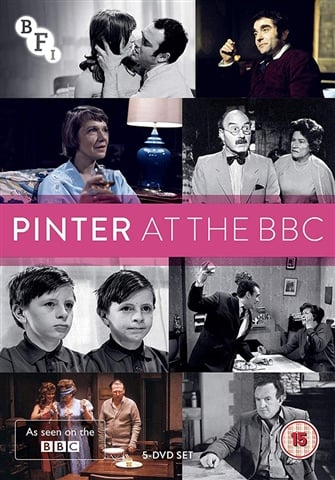 BFI
PINTER AT THE BBC
As seen on the
BBC
5-DVD SET
15